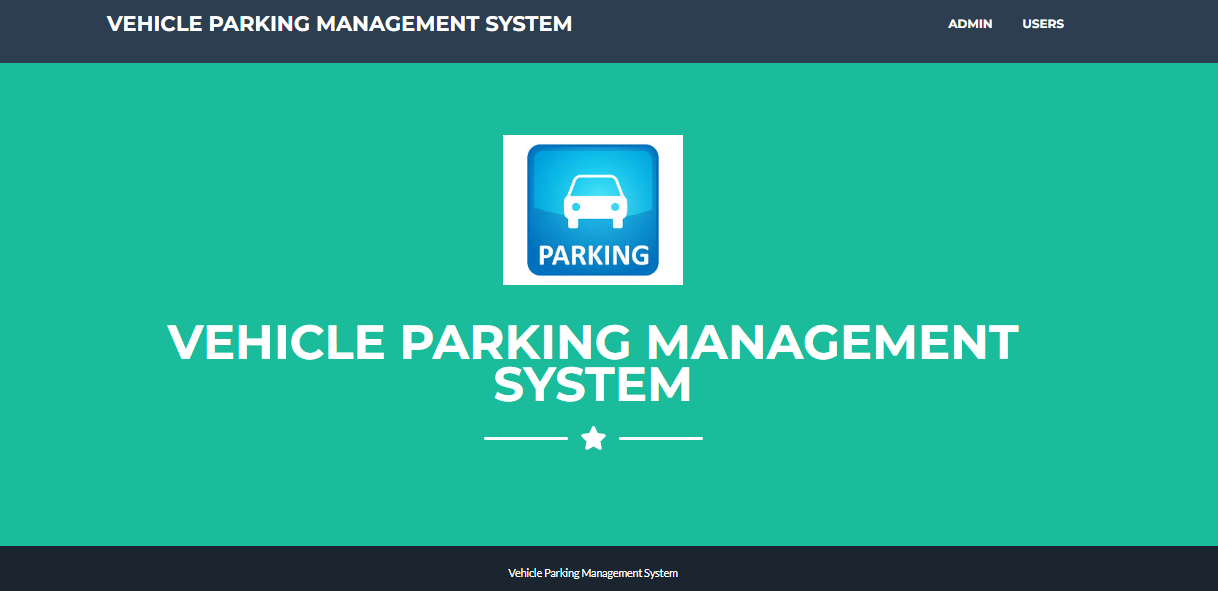 VEHICLE PARKING MANAGEMENT SYSTEM
ADMIN
USERS
PARKING
VEHICLE PARKING MANAGEMENT
SYSTEM
Vehicle Parking Management System